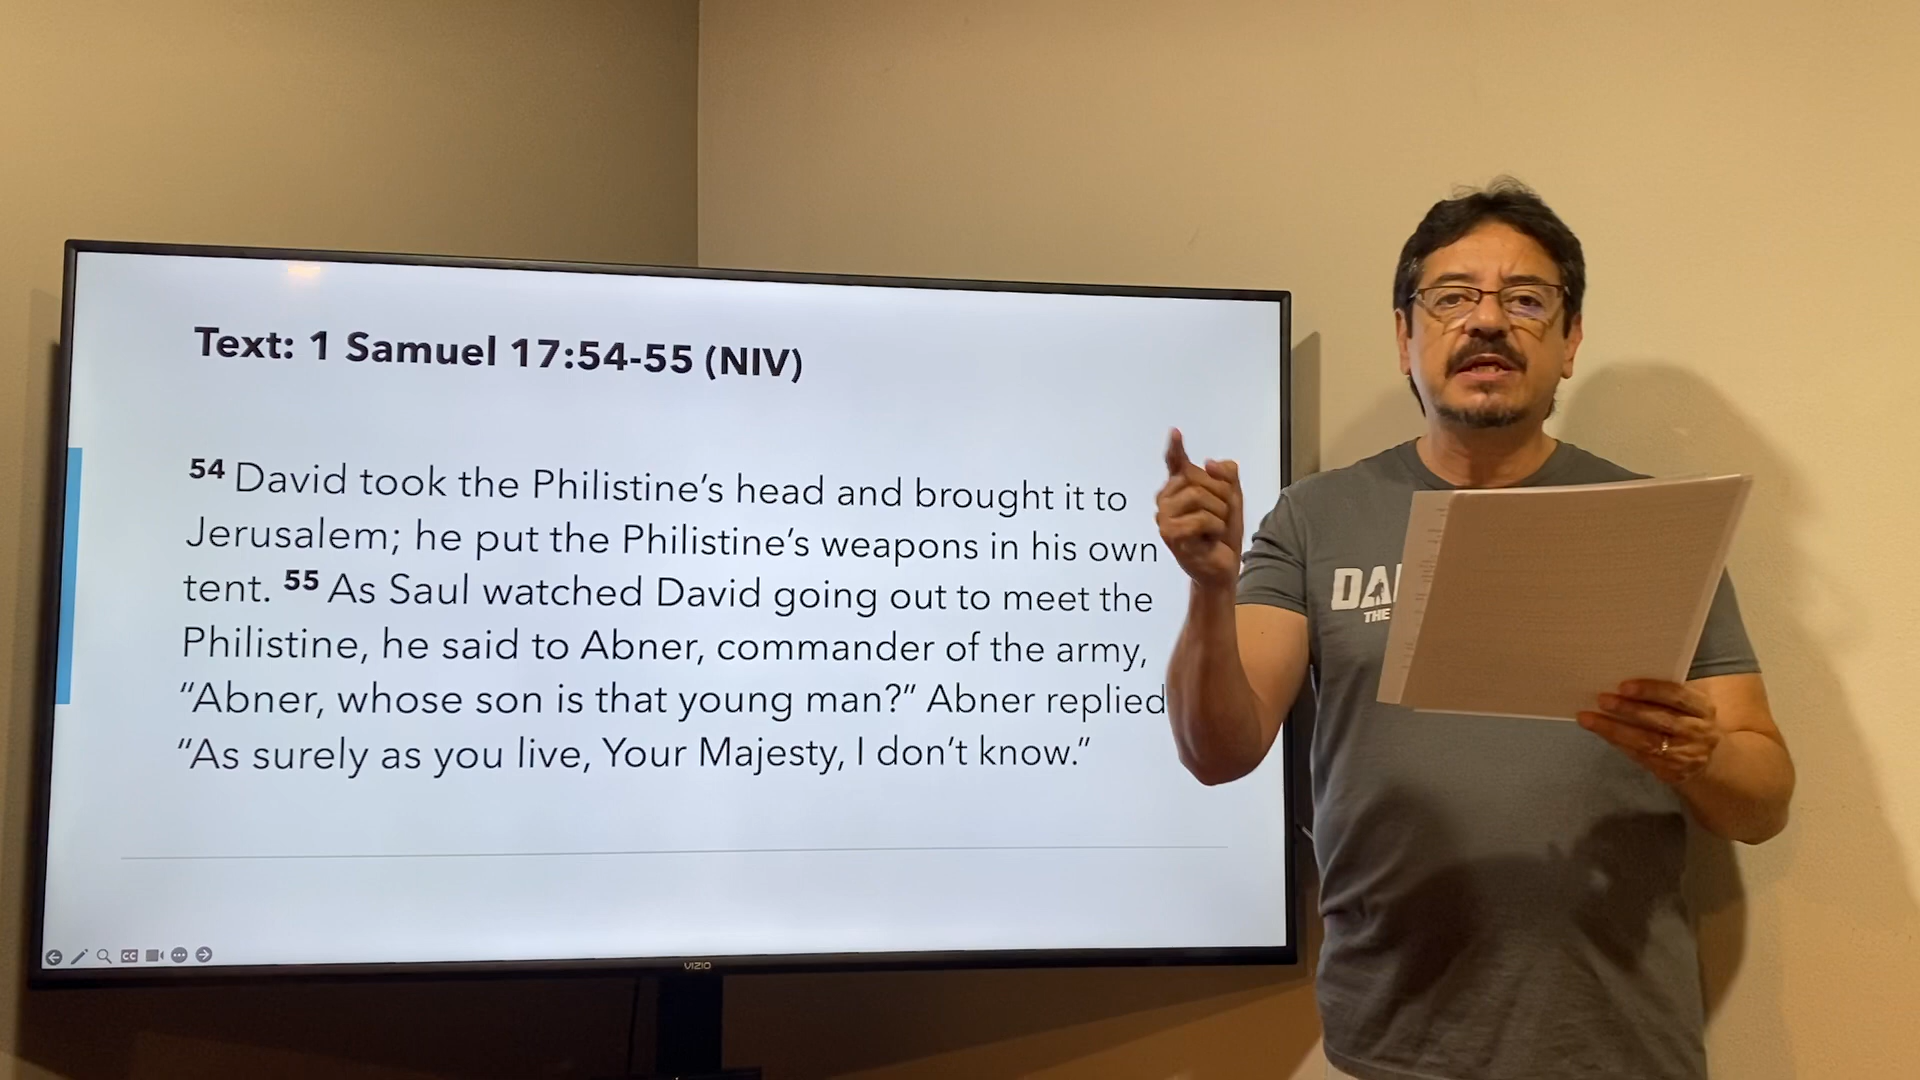 Text: 1 Samuel 17:54-55 (NIV)
54 David took the Philistine’s head and brought it to
Jerusalem; he put the Philistine’s weapons in his own
tent. 55 As Saul watched David going out to meet the
Philistine, he said to Abner, commander of the army,
“Abner, whose son is that young man?” Abner replied
“As surely as you live, Your Majesty, I don’t know.”
CC
VIZIO
THE